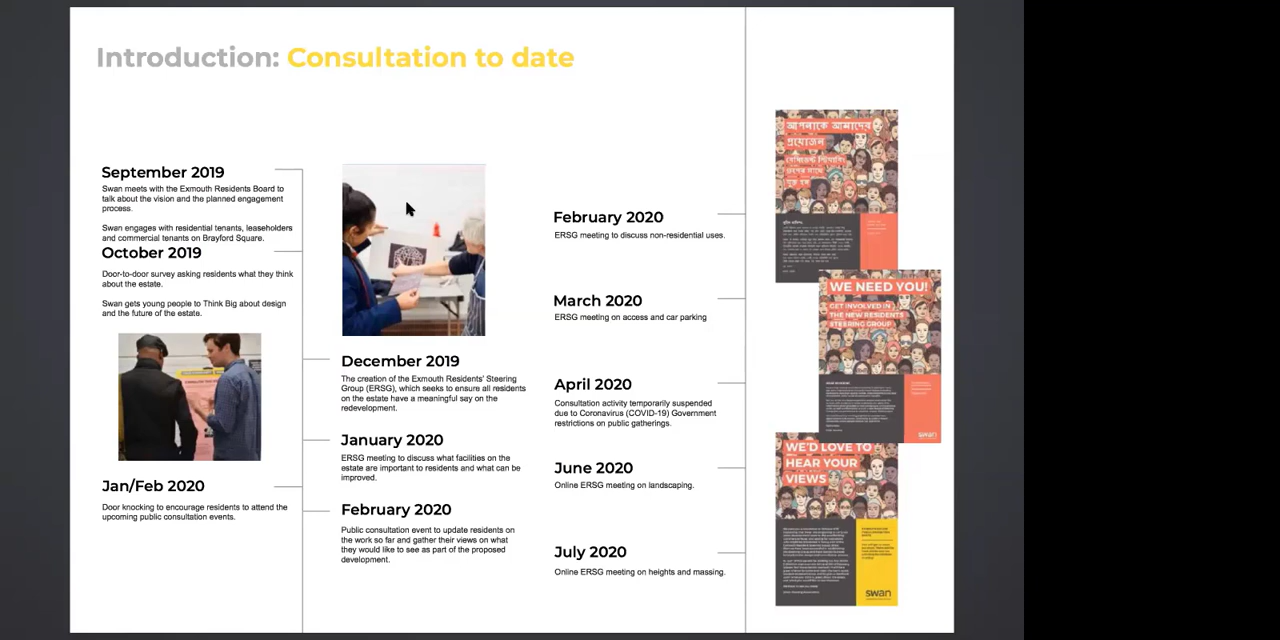 Introduction: Consultation to date
September 2019
Swan meets with the Exmouth Residents Board to
talk about the vision and the planned engagement
process.
Swan engages with residential tenants, leaseholders
and commercial tenants on Brayford Square.
October 2019
Door-to-door survey asking residents what they think
about the estate.
Swan gets young people to Think Big about design
and the future of the estate.
Jan/Feb 2020
Door knocking to encourage residents to attend the
upcoming public consultation events.
December 2019
The creation of the Exmouth Residents' Steering
Group (ERSG), which seeks to ensure all residents
on the estate have a meaningful say on the
redevelopment.
January 2020
ERSG meeting to discuss what facilities on the
estate are important to residents and what can be
improved.
February 2020
Public consultation event to update residents on
the work so far and gather their views on what
they would like to see as part of the proposed
development.
February 2020
ERSG meeting to discuss non-residential uses.
March 2020
ERSG meeting on access and car parking
April 2020
Consultation activity temporarily suspended
due to Coronavirus (COVID-19) Government
restrictions on public gatherings.
June 2020
Online ERSG meeting on landscaping.
July 2020
Online ERSG meeting on heights and massing.
আপনাকে আমাদের
প্রয়োজন
WE NEED YOU!
GET INVOLVED IN
THE NEW RESIDENTS
STEERING GROUP
swan
WE'D LOVE TO
HEAR YOUR
VIEWS
swan